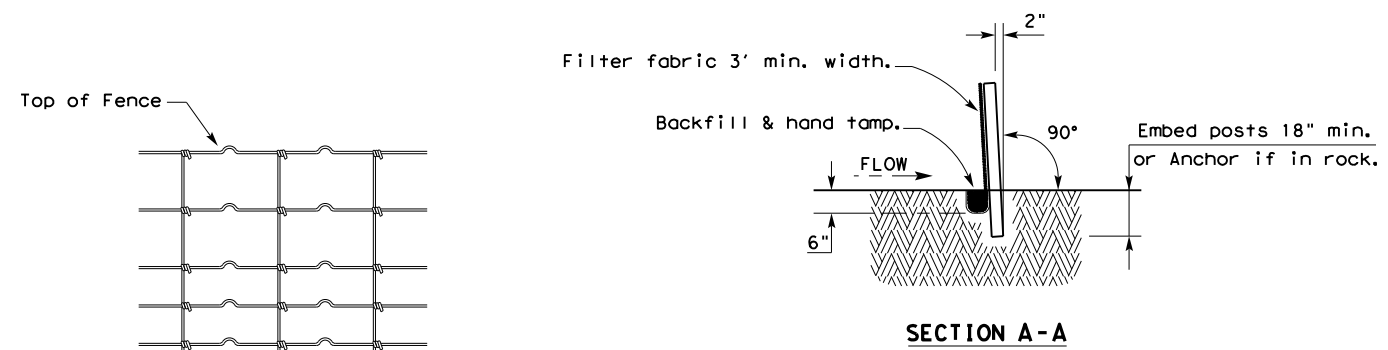 Top of Fence
2"
Filter fabric 3' min. width.
Backfill & hand tamp.
90°
Embed posts 18" min.
or Anchor if in rock.
FLOW
6"
SECTION A-A